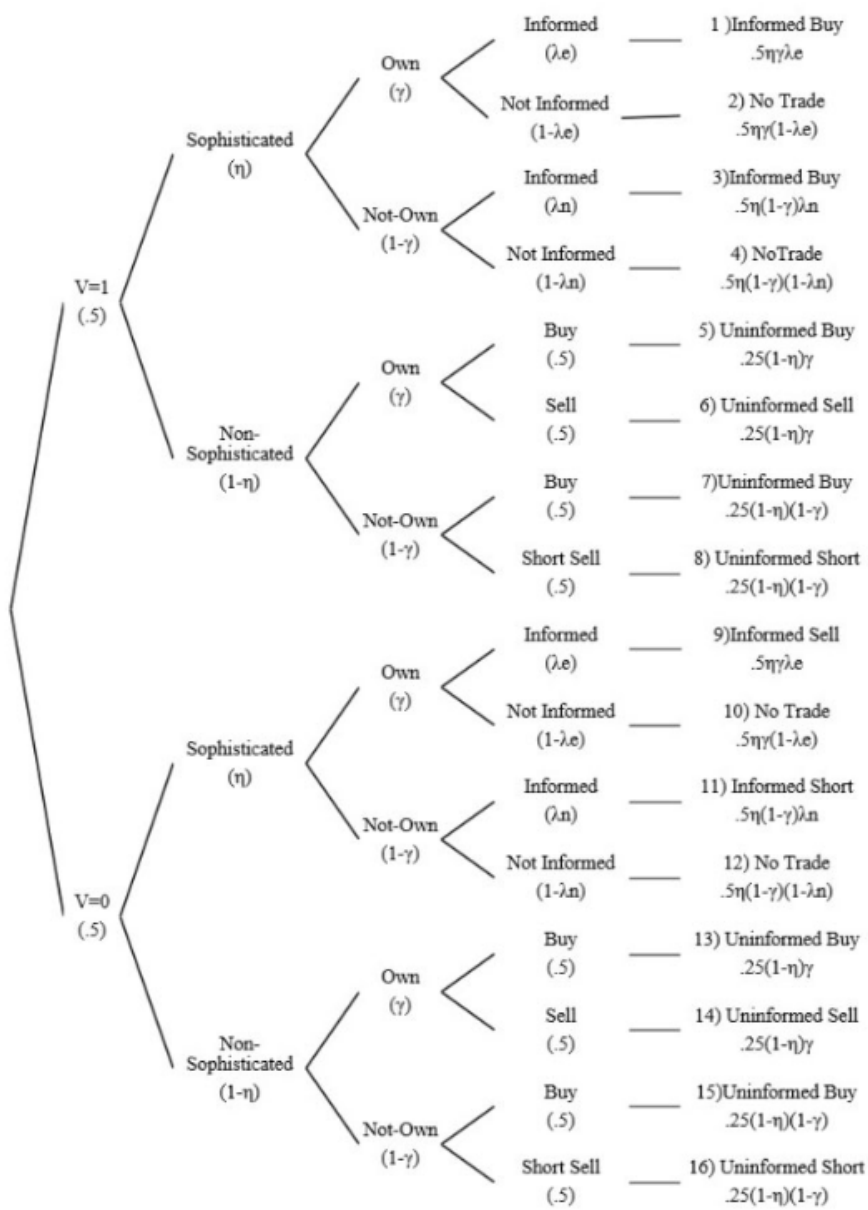 Informed
(λe)
1 )Informed Buy
.5ηγλe
Own
(γ)
Not Informed
(1-λe)
2) No Trade
.5ηγ(1-λe)
Sophisticated
(η)
Informed
(λn)
3)Informed Buy
.5η(1-γ)λn
Not-Own
(1-γ)
Not Informed
(1-λn)
4) NoTrade
.5η(1-γ)(1-λn)
V=1
(.5)
Buy
(.5)
5) Uninformed Buy
.25(1-η)γ
Own
(γ)
Sell
(.5)
6) Uninformed Sell
.25(1-η)γ
Non-
Sophisticated
(1-η)
Buy
(.5)
7)Uninformed Buy
.25(1-η)(1-γ)
Not-Own
(1-γ)
Short Sell
(.5)
8) Uninformed Short
.25(1-η)(1-γ)
Informed
(λe)
9)Informed Sell
.5ηγλe
Own
(γ)
Not Informed
(1-λe)
10) No Trade
.5ηγ(1-λe)
Sophisticated
(η)
Informed
(λn)
11) Informed Short
.5η(1-γ)λn
Not-Own
(1-γ)
Not Informed
(1-λn)
12) No Trade
.5η(1-γ)(1-λn)
V=0
(.5)
Buy
(.5)
13) Uninformed Buy
.25(1-η)γ
Own
(γ)
Sell
(.5)
14) Uninformed Sell
.25(1-η)γ
Non-
Sophisticated
(1-η)
Buy
(.5)
15)Uninformed Buy
.25(1-η)(1-γ)
Not-Own
(1-γ)
Short Sell
(.5)
16) Uninformed Short
.25(1-η)(1-γ)